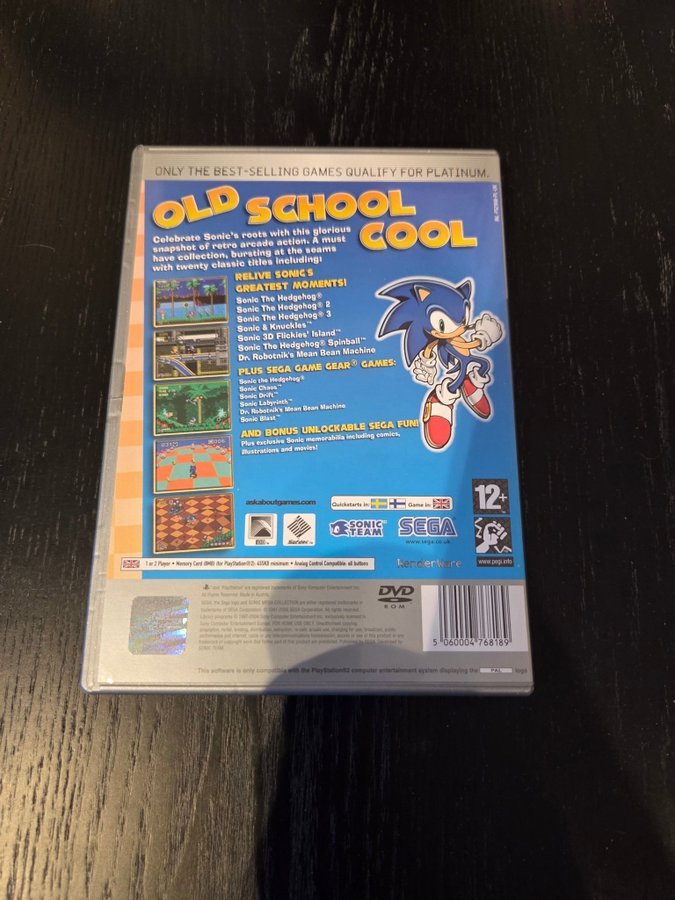 ONLY THE BEST-SELLING GAMES QUALIFY FOR PLATINUM.
OLD SCHOOL
COOL
Celebrate Sonic's roots with this glorious
snapshot of retro arcade action. A must
have collection, bursting at the seams
with twenty classic titles including:
RELIVE SONIC'S
GREATEST MOMENTS!
Sonic The Hedgehog®
Sonic The Hedgehog® 2
Sonic The Hedgehog® 3
Sonic & Knuckles™
Sonic 3D Flickies' Island™
Sonic The Hedgehog® Spinball™
Dr. Robotnik's Mean Bean Machine
PLUS SEGA GAME GEAR® GAMES:
Sonic the Hedgehog®
Sonic Chaos™
Sonic Drift™
Sonic Labyrinth™
Dr. Robotnik's Mean Bean Machine
Sonic Blast™
AND BONUS UNLOCKABLE SEGA FUN!
Plus exclusive Sonic memorabilia including comics,
illustrations and movies!
askaboutgames.com
Quickstarts in:
Game in:
12+
SONIC
TEAM
SEGA
www.sega.co.uk
RenderWare
www.pegi.info
1 or 2 Player • Memory Card (8MB) (for PlayStation®2): 435KB minimum • Analog Control Compatible: all buttons
DVD
ROM
5 060004 768189
This software is only compatible with the PlayStation®2 computer entertainment system displaying the PAL logo